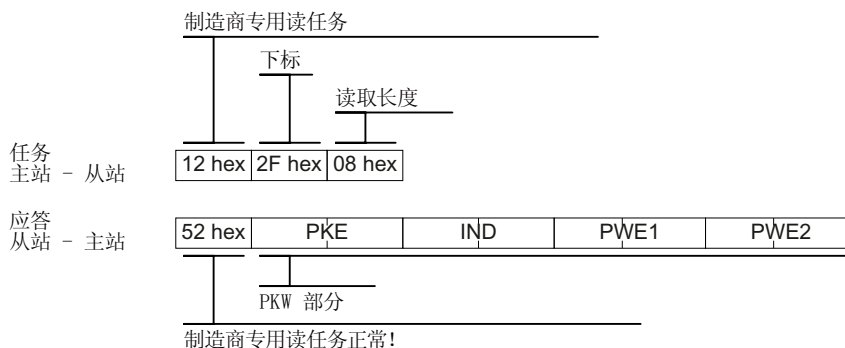 制造商专用读任务
下标
读取长度
任务
主站 - 从站
12 hex 2F hex 08 hex
应答
从站 - 主站
52 hex PKE IND PWE1 PWE2
PKW 部分
制造商专用读任务正常!